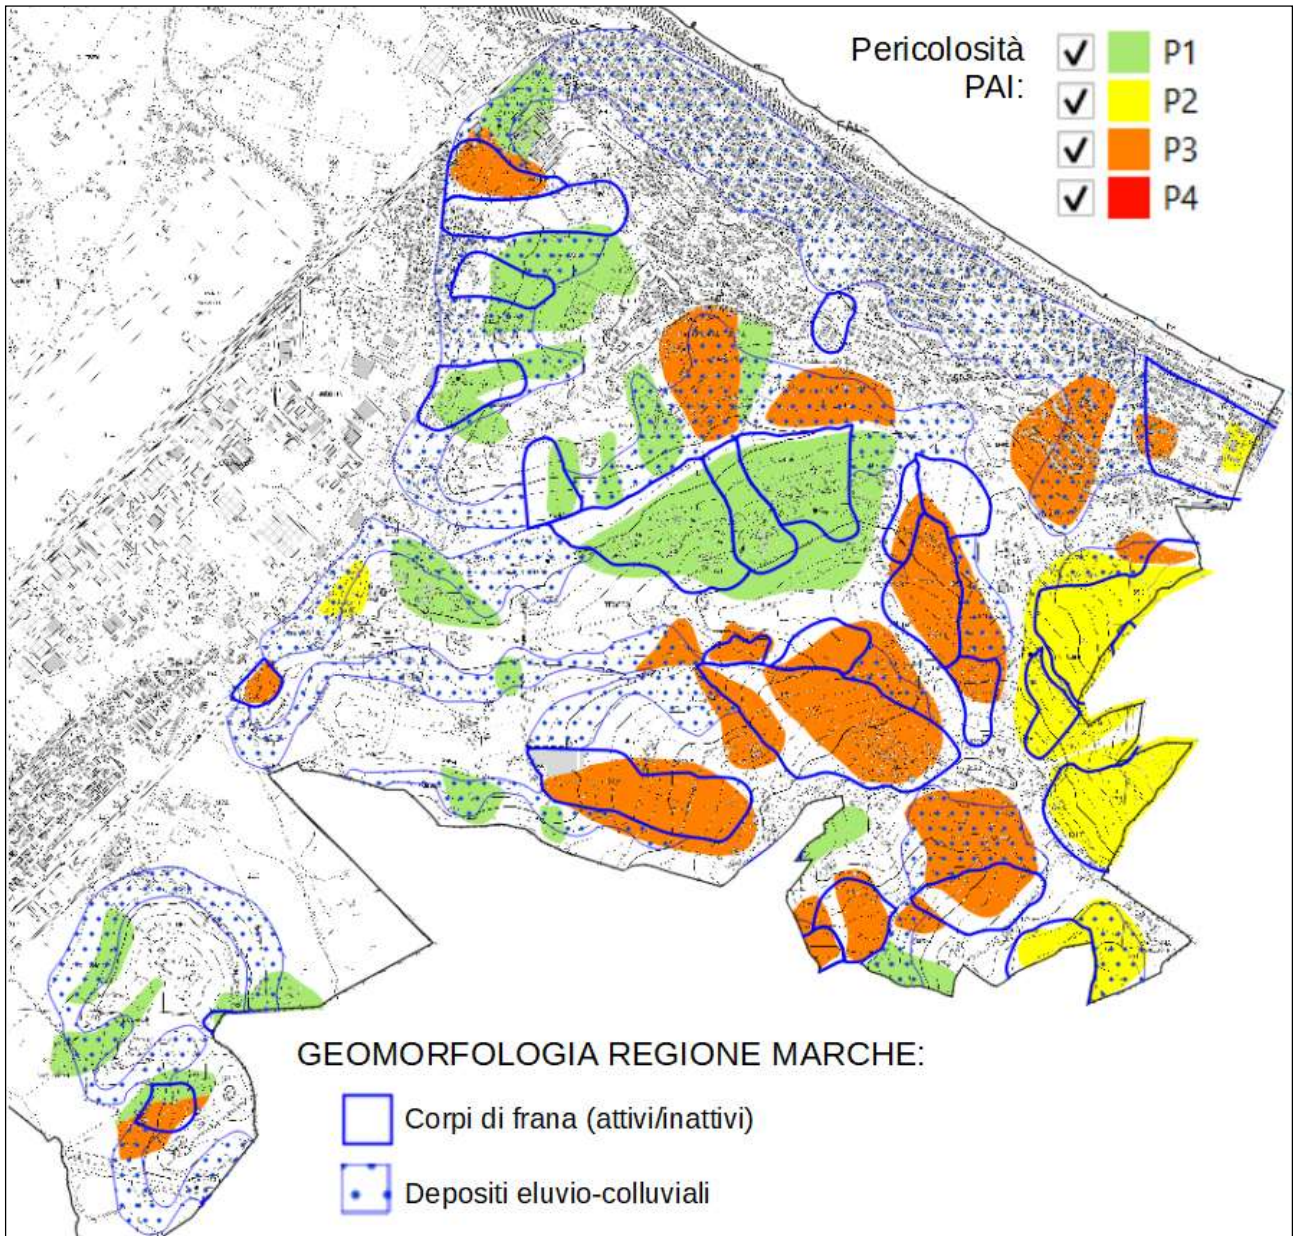 Pericolosità
PAI:
P1
P2
P3
P4
GEOMORFOLOGIA REGIONE MARCHE:
Corpi di frana (attivi/inattivi)
Depositi eluvio-colluviali